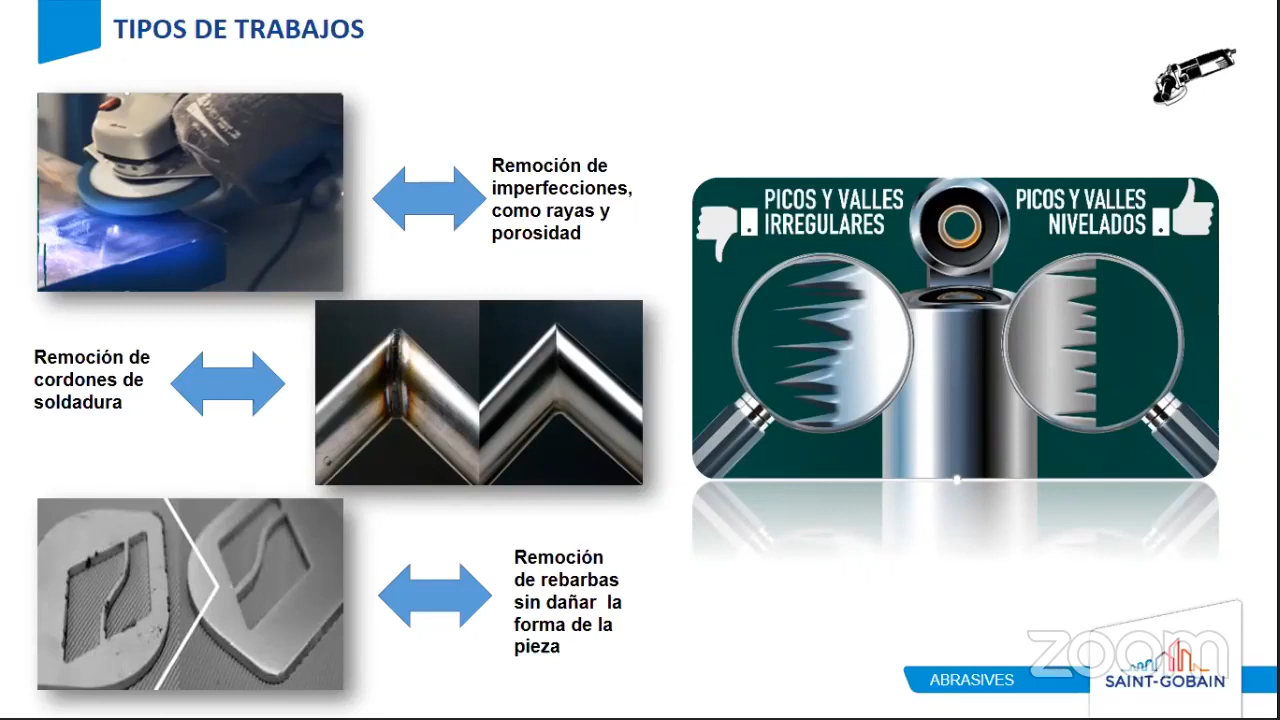 TIPOS DE TRABAJOS
Remoción de
imperfecciones,
como rayas y
porosidad
Remoción de
cordones de
soldadura
Remoción
de rebarbas
sin dañar la
forma de la
pieza
PICOS Y VALLES
IRREGULARES
PICOS Y VALLES
NIVELADOS
ABRASIVES
zoom
SAINT-GOBAIN